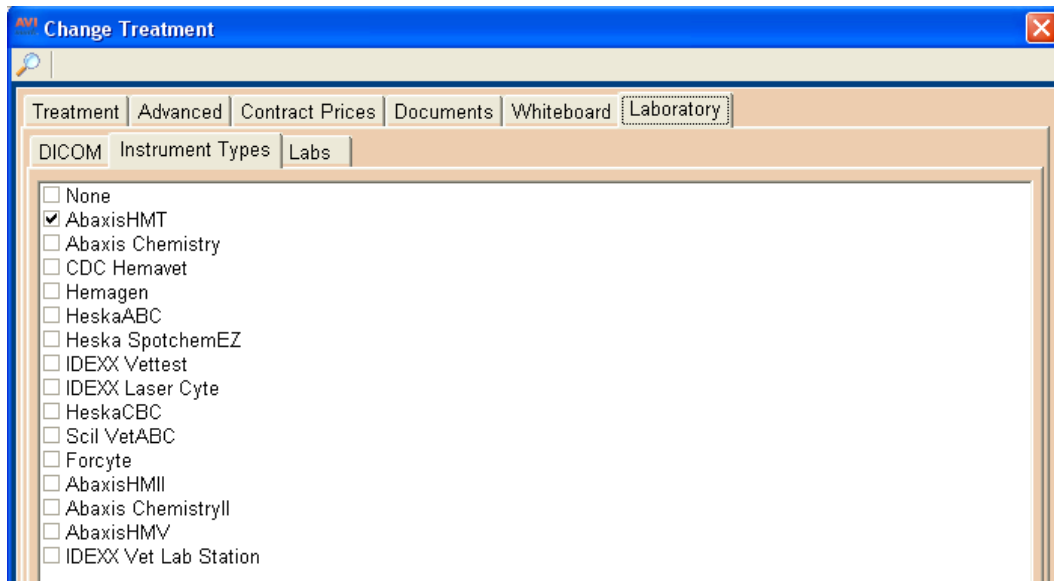 AVI Change Treatment
Treatment Advanced Contract Prices Documents Whiteboard Laboratory
DICOM Instrument Types Labs
None
AbaxisHMT
Abaxis Chemistry
CDC Hemavet
Hemagen
HeskaABC
Heska SpotchemEZ
IDEXX Vettest
IDEXX Laser Cyte
HeskaCBC
Scil VetABC
Forcyte
AbaxisHMII
Abaxis ChemistryII
AbaxisHMV
IDEXX Vet Lab Station